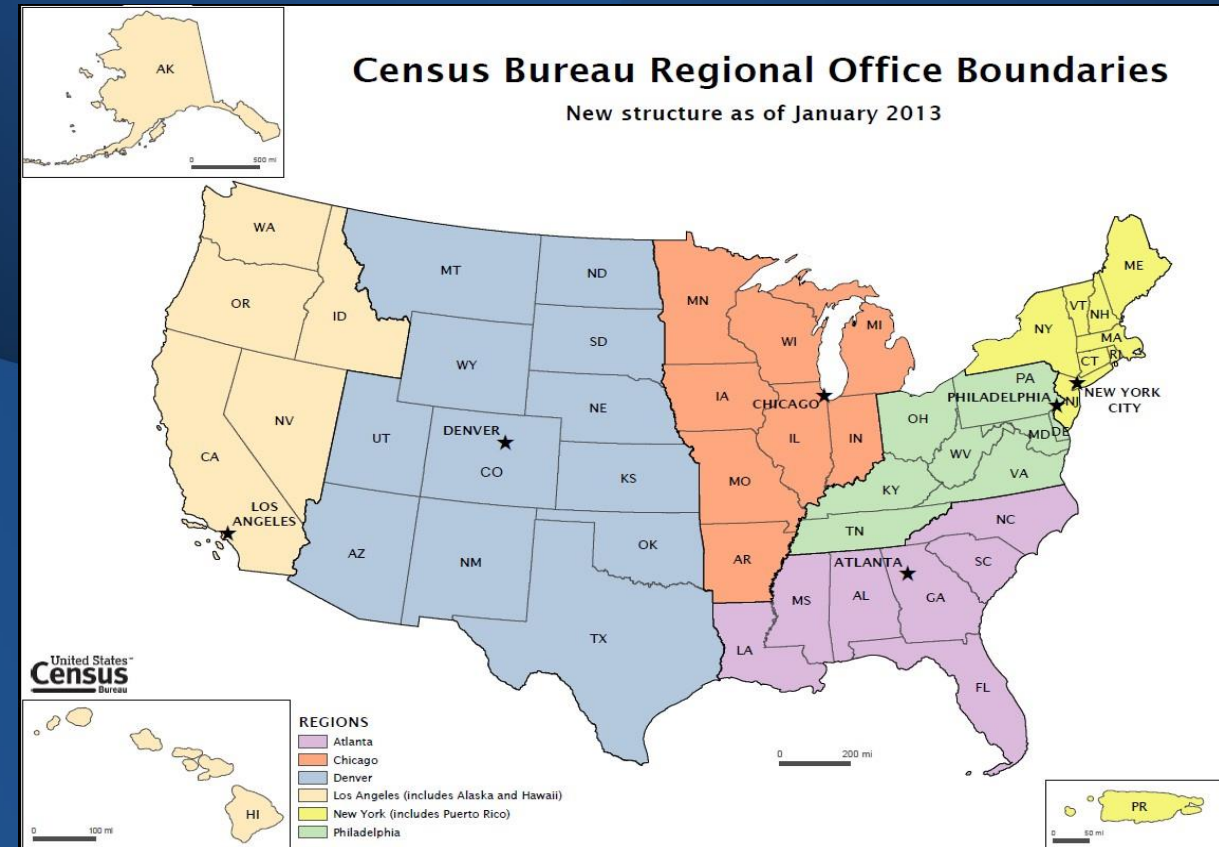 Census Bureau Regional Office Boundaries
New structure as of January 2013
AK
0 500 mi
WA
MT
ND
MN
ME
OR
ID
VT
NH
NY
WI
MI
MA
SD
WY
CT
RI
IA
PA
CHICAGO
PHILADELPHIA
NJ
NEW YORK
CITY
NE
OH
NV
UT
DENVER
IL
IN
MD
DE
CA
CO
WV
KS
MO
VA
KY
LOS
ANGELES
NC
TN
OK
AZ
NM
AR
ATLANTA
SC
MS
AL
GA
TX
LA
FL
United States™
Census
Bureau
HI
0 100 mi
REGIONS
Atlanta
Chicago
Denver
Los Angeles (includes Alaska and Hawaii)
New York (includes Puerto Rico)
Philadelphia
0 200 mi
PR
0 50 mi